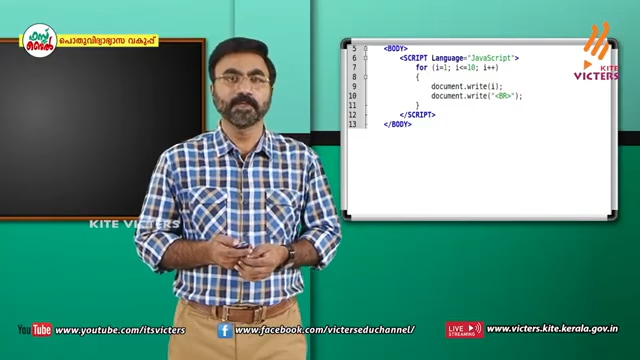 ഫസ്റ്റ്
ബെൽ
പൊതുവിദ്യാഭ്യാസ വകുപ്പ്
KITE
VICTERS
5 <BODY>
6 <SCRIPT Language="JavaScript">
7 for (i=1; i<=10; i++)
8 {
9 document.write(i);
10 document.write("<BR>");
11 }
12 </SCRIPT>
13 </BODY>
KITE VICTERS
YouTube www.youtube.com/itsvicters
f www.facebook.com/victerseduchannel/
LIVE STREAMING www.victers.kite.kerala.gov.in